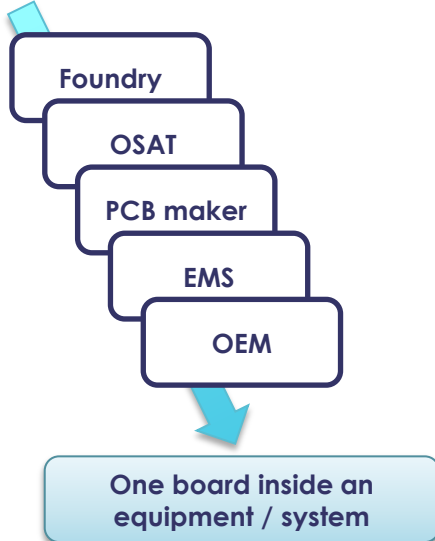 Foundry
OSAT
PCB maker
EMS
OEM
One board inside an
equipment / system